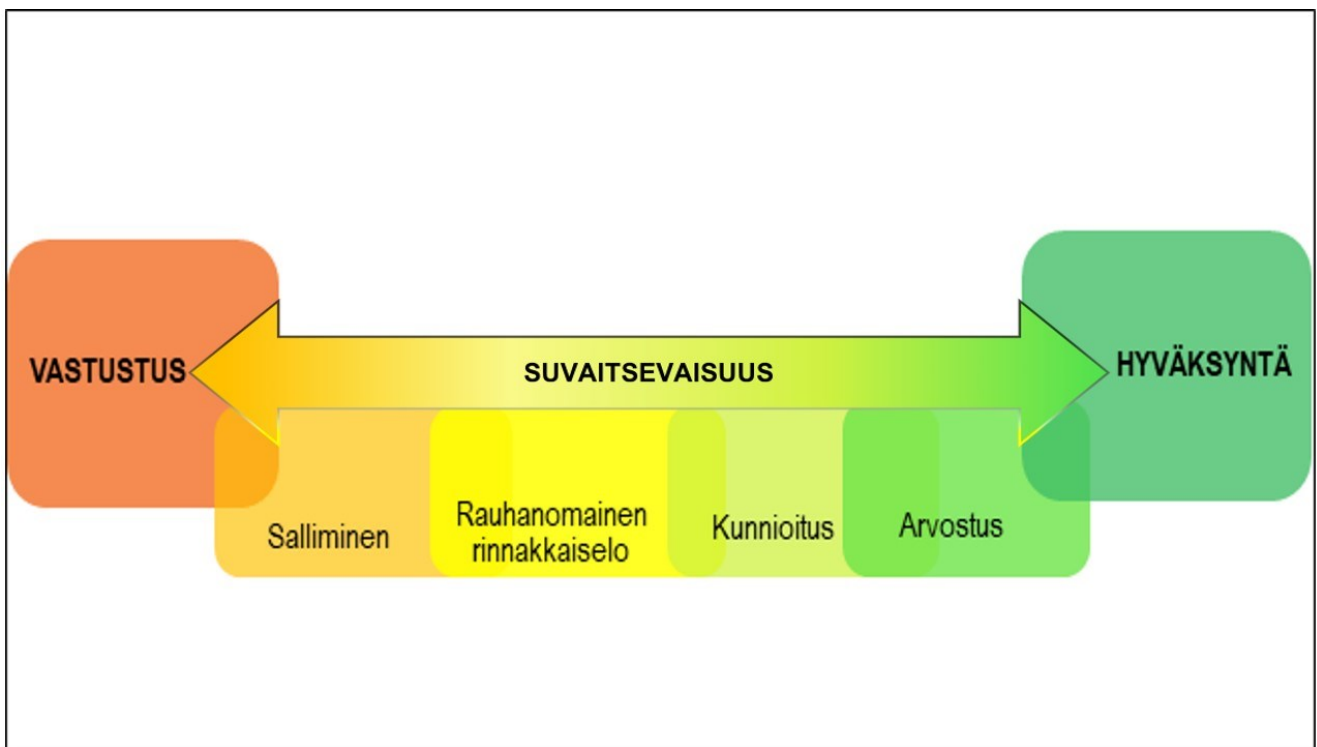 VASTUSTUS
SUVAITSEVAISUUS
HYVÄKSYNTÄ
Salliminen
Rauhanomainen
rinnakkaiselo
Kunnioitus
Arvostus